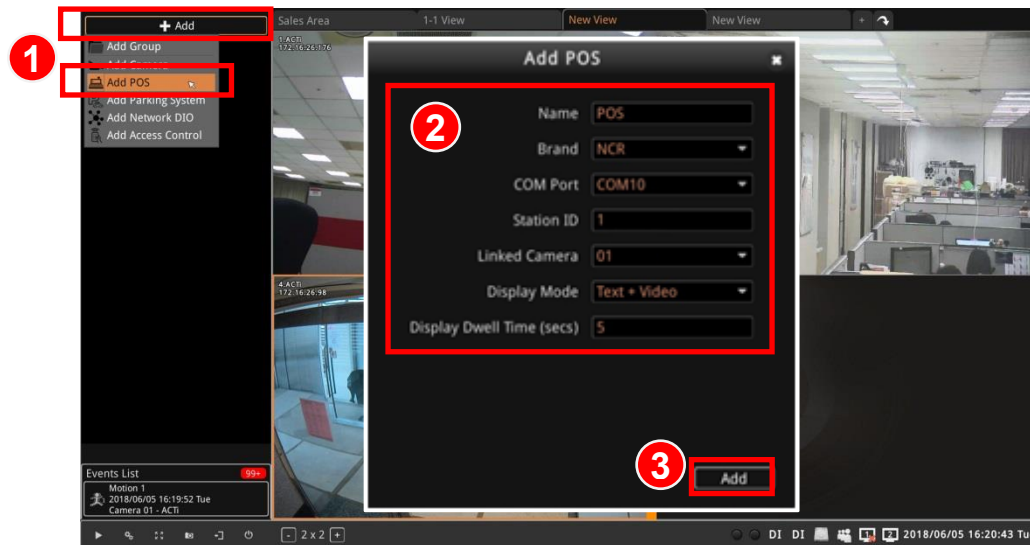 + Add
Sales Area
1-1 View
New View
New View
+
1
Add Group
Add Camera
Add POS
Add Parking System
Add Network DIO
Add Access Control
1.ACTi
172.16.26.176
Add POS
2
Name POS
Brand NCR
COM Port COM10
Station ID 1
Linked Camera 01
Display Mode Text + Video
Display Dwell Time (secs) 5
4.ACTi
172.16.26.98
3
Add
Events List 99+
Motion 1
2018/06/05 16:19:52 Tue
Camera 01 - ACTi
- 2 x 2 +
DI DI 1 2 2018/06/05 16:20:43 Tu